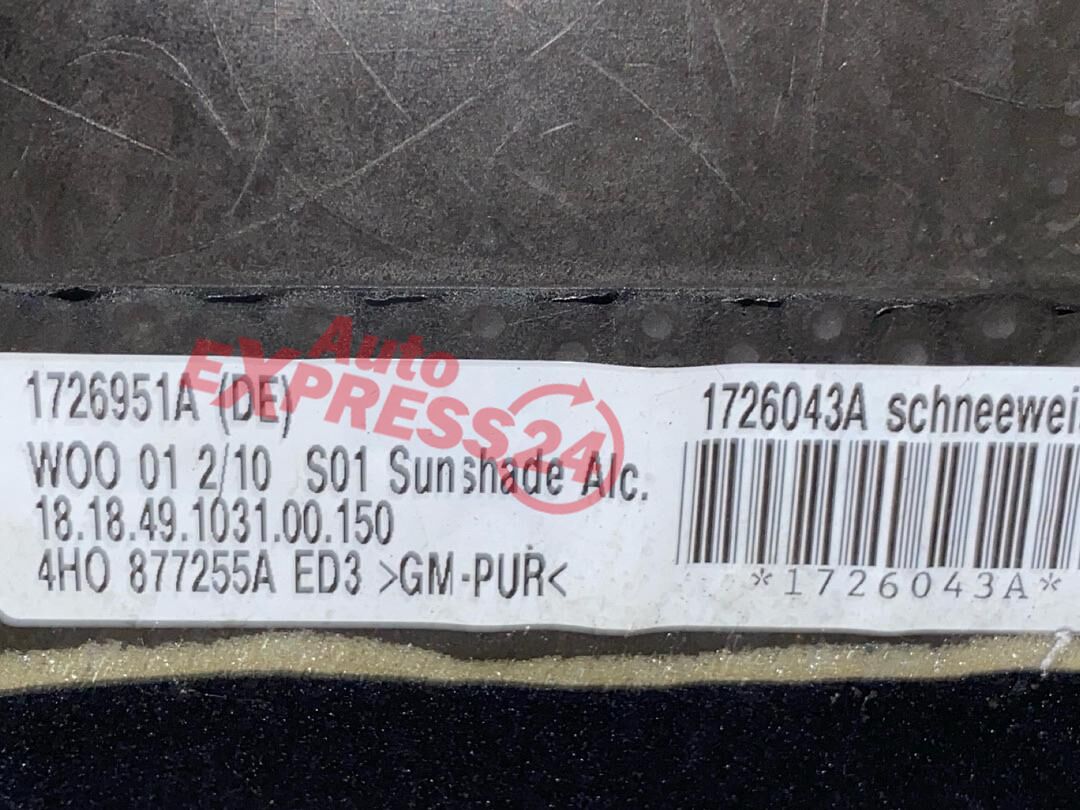 1726951A (DE)
WOO 01 2/10 S01 Sunshade Alc.
18.18.49.1031.00.150
4HO 877255A ED3 >GM-PUR<
1726043A schneewei
*1726043A*
Auto
EXPRESS24